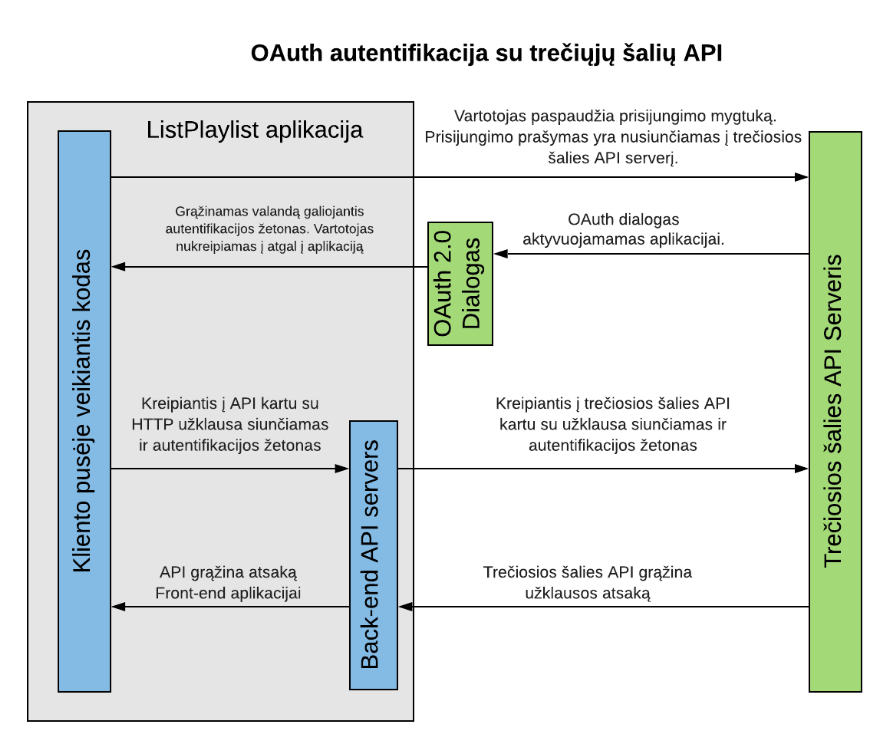 OAuth autentifikacija su trečiųjų šalių API
ListPlaylist aplikacija
Vartotojas paspaudžia prisijungimo mygtuką.
Prisijungimo prašymas yra nusiunčiamas į trečiosios
šalies API serverį.
Grąžinamas valandą galiojantis
autentifikacijos žetonas. Vartotojas
nukreipiamas į atgal į aplikaciją
OAuth dialogas
aktyvuojamamas aplikacijai.
OAuth 2.0
Dialogas
Kliento pusėje veikiantis kodas
Trečiosios šalies API Serveris
Kreipiantis į API kartu su
HTTP užklausa siunčiamas
ir autentifikacijos žetonas
Kreipiantis į trečiosios šalies API
kartu su užklausa siunčiamas ir
autentifikacijos žetonas
Back-end API servers
API grąžina atsaką
Front-end aplikacijai
Trečiosios šalies API grąžina
užklausos atsaką